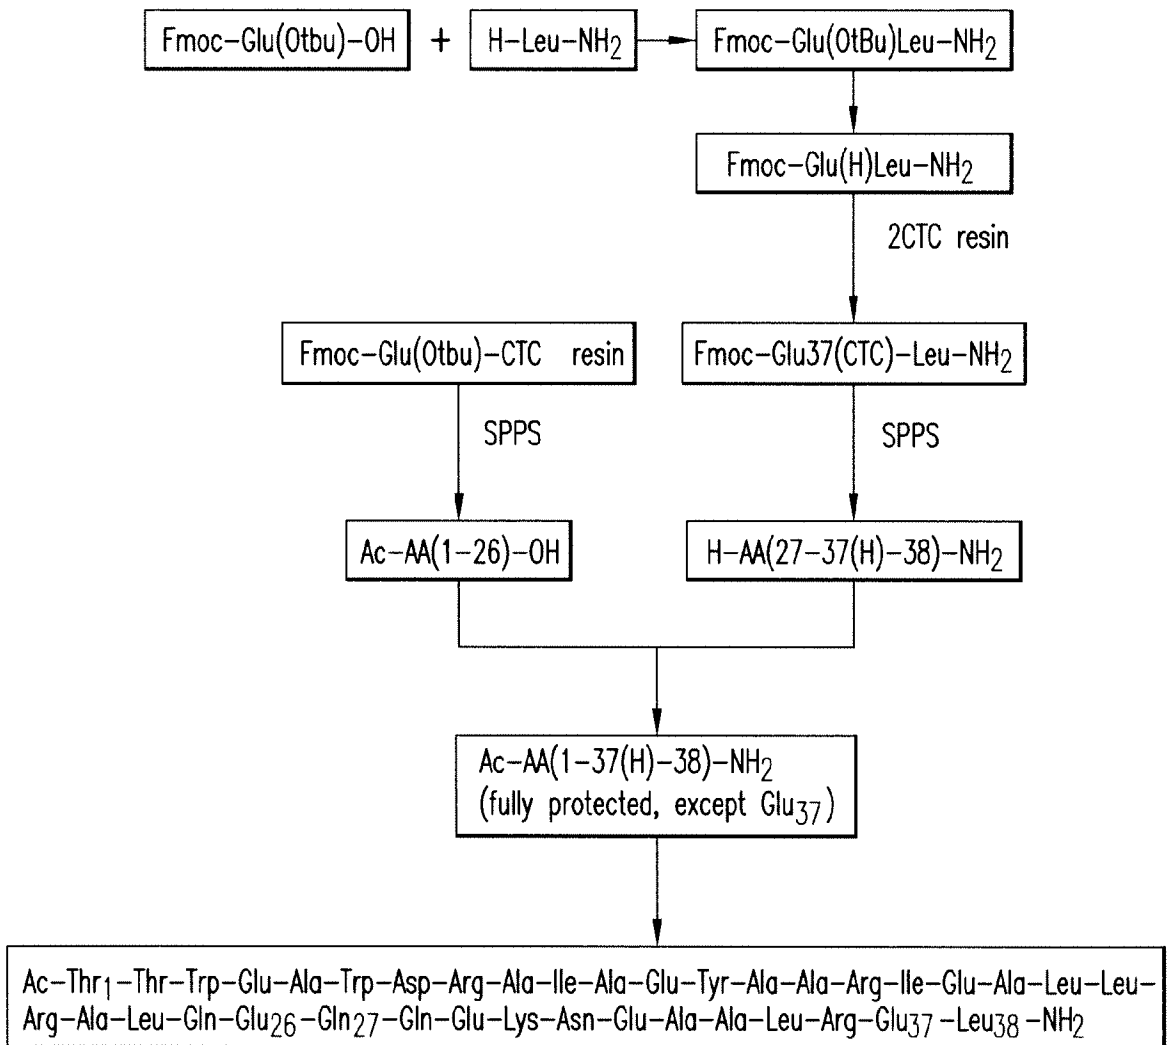 Fmoc-Glu(Otbu)-OH + H-Leu-NH2 Fmoc-Glu(OtBu)Leu-NH2
Fmoc-Glu(H)Leu-NH2
2CTC resin
Fmoc-Glu(Otbu)-CTC resin
Fmoc-Glu37(CTC)-Leu-NH2
SPPS
SPPS
Ac-AA(1-26)-OH
H-AA(27-37(H)-38)-NH2
Ac-AA(1-37(H)-38)-NH2
(fully protected, except Glu37)
Ac-Thr1-Thr-Trp-Glu-Ala-Trp-Asp-Arg-Ala-Ile-Ala-Glu-Tyr-Ala-Ala-Arg-Ile-Glu-Ala-Leu-Leu-
Arg-Ala-Leu-Gln-Glu26-Gln27-Gln-Glu-Lys-Asn-Glu-Ala-Ala-Leu-Arg-Glu37-Leu38-NH2